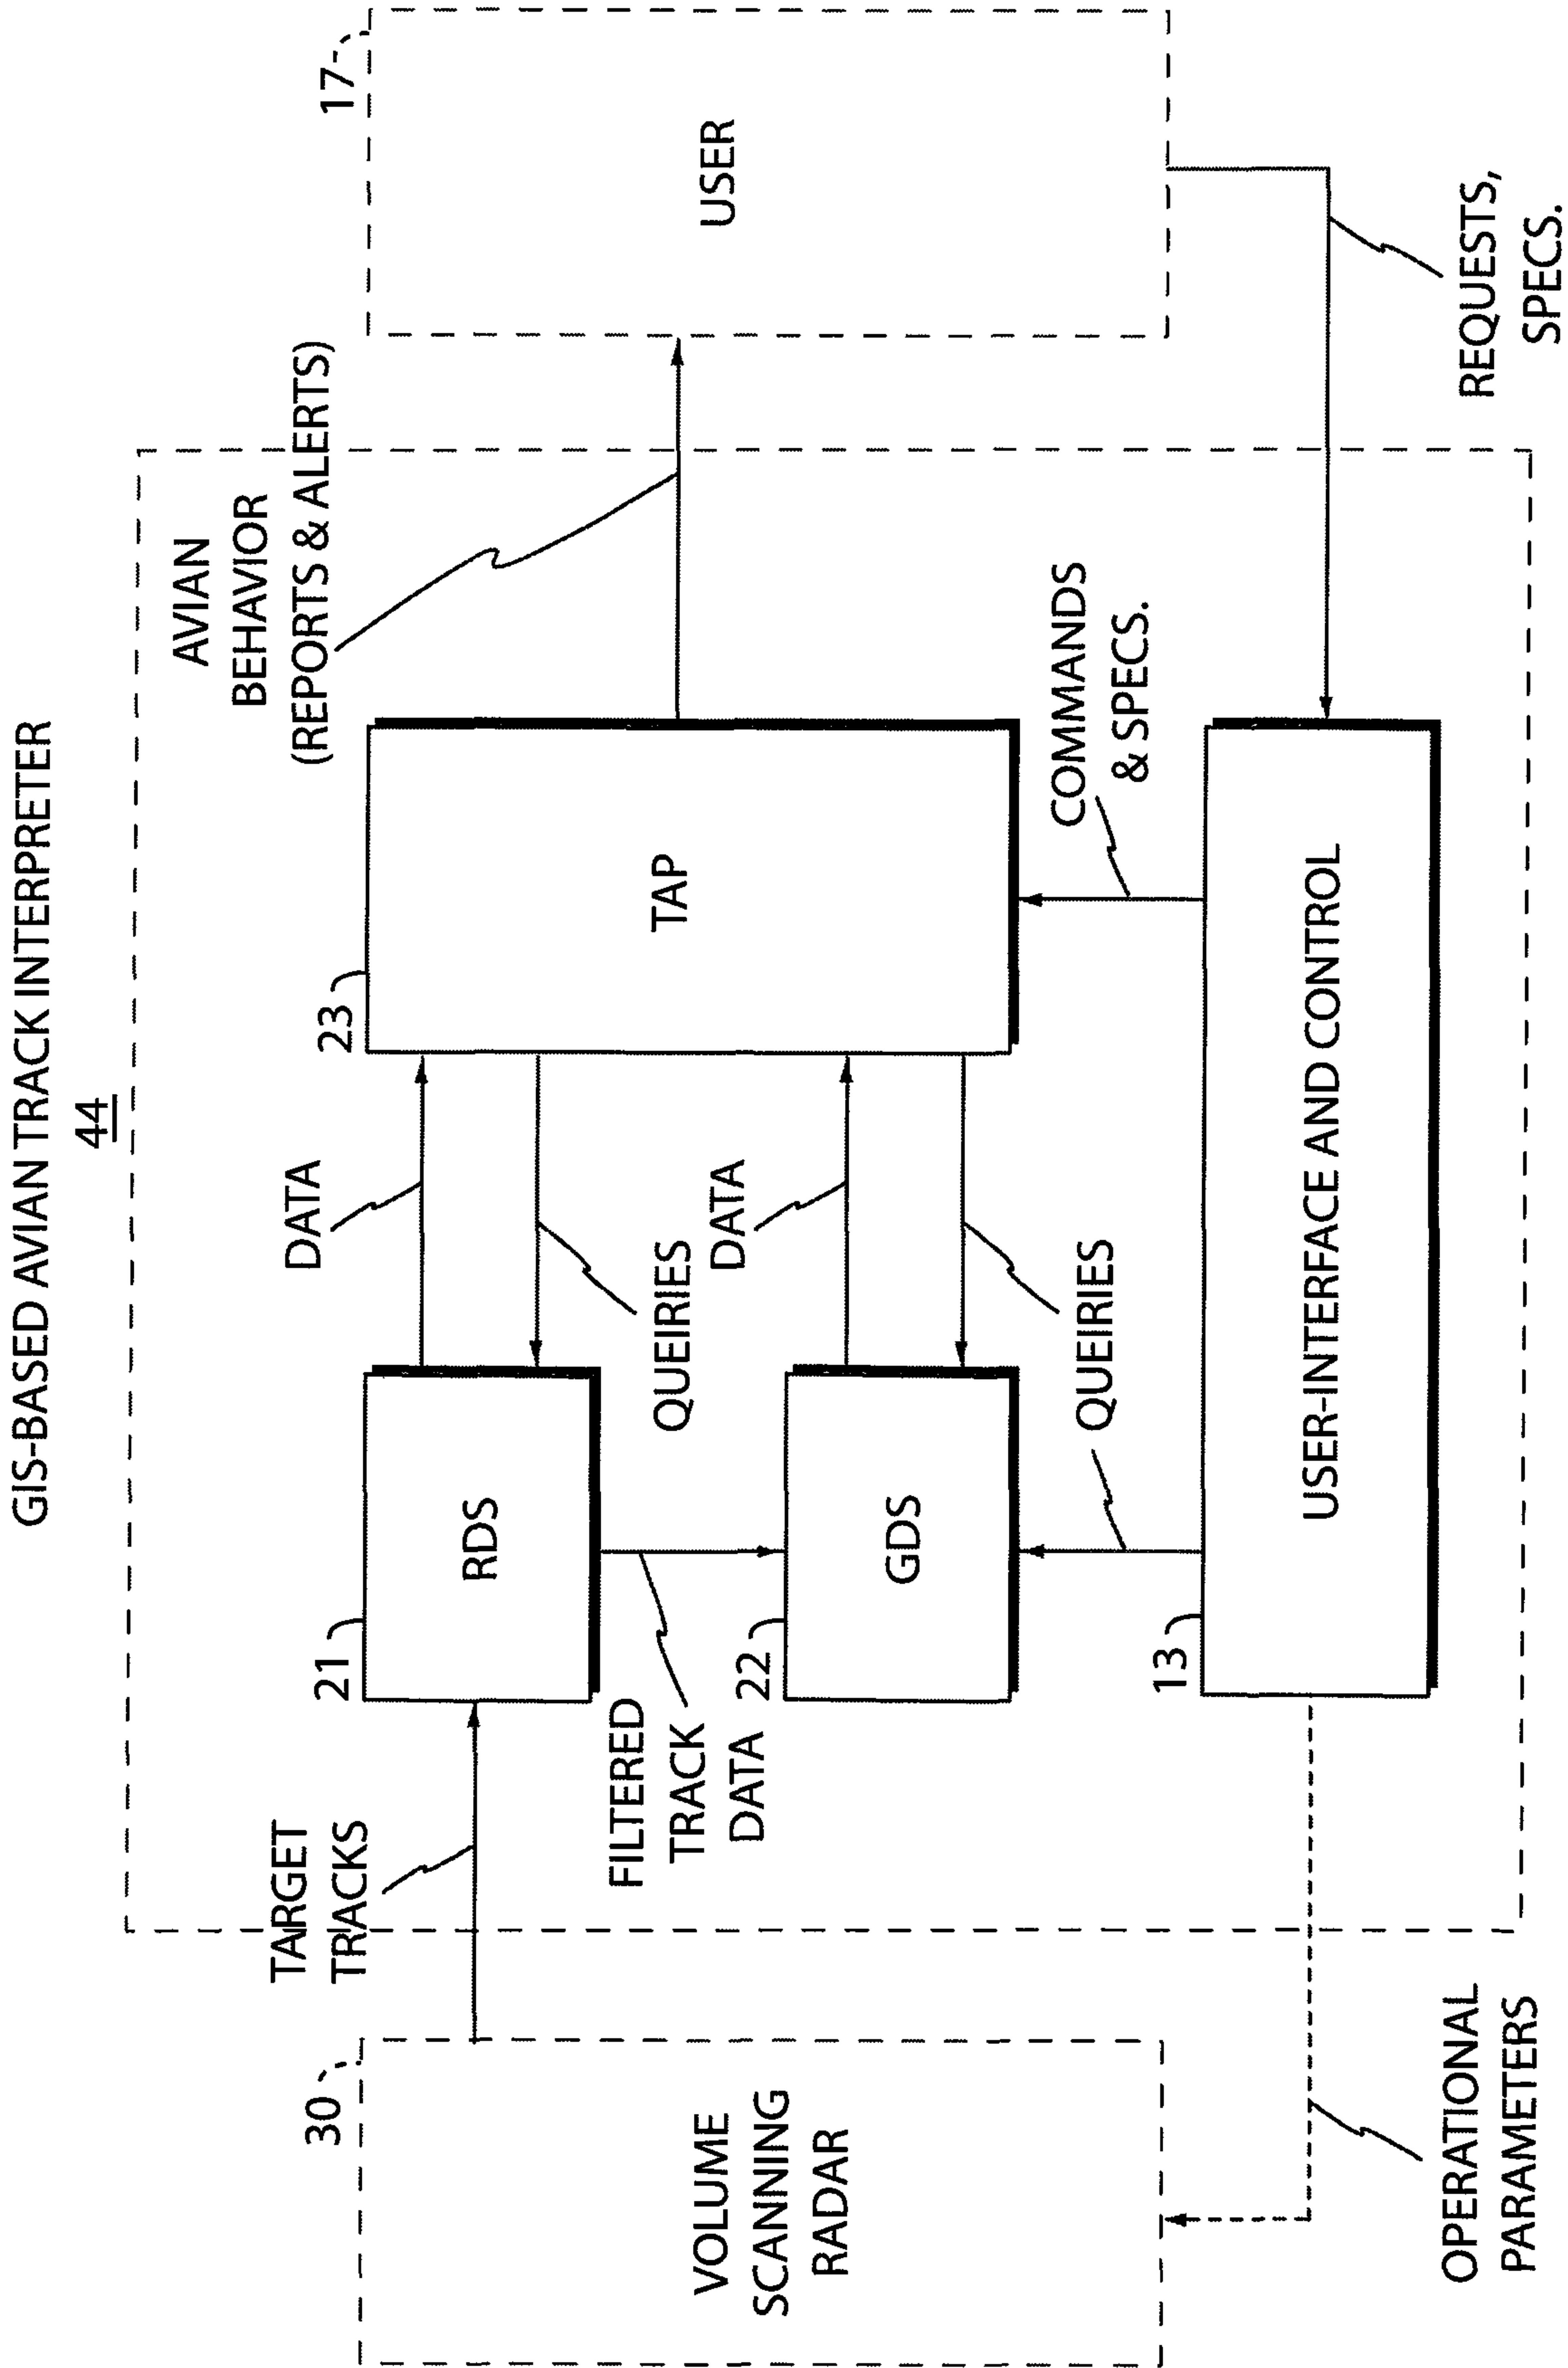 GIS-BASED AVIAN TRACK INTERPRETER
44
30
VOLUME
SCANNING
RADAR
TARGET
TRACKS
21
RDS
FILTERED
TRACK
DATA
22
GDS
DATA
QUEIRIES
DATA
QUEIRIES
23
TAP
AVIAN
BEHAVIOR
(REPORTS & ALERTS)
17
USER
COMMANDS
& SPECS.
13
USER-INTERFACE AND CONTROL
OPERATIONAL
PARAMETERS
REQUESTS,
SPECS.